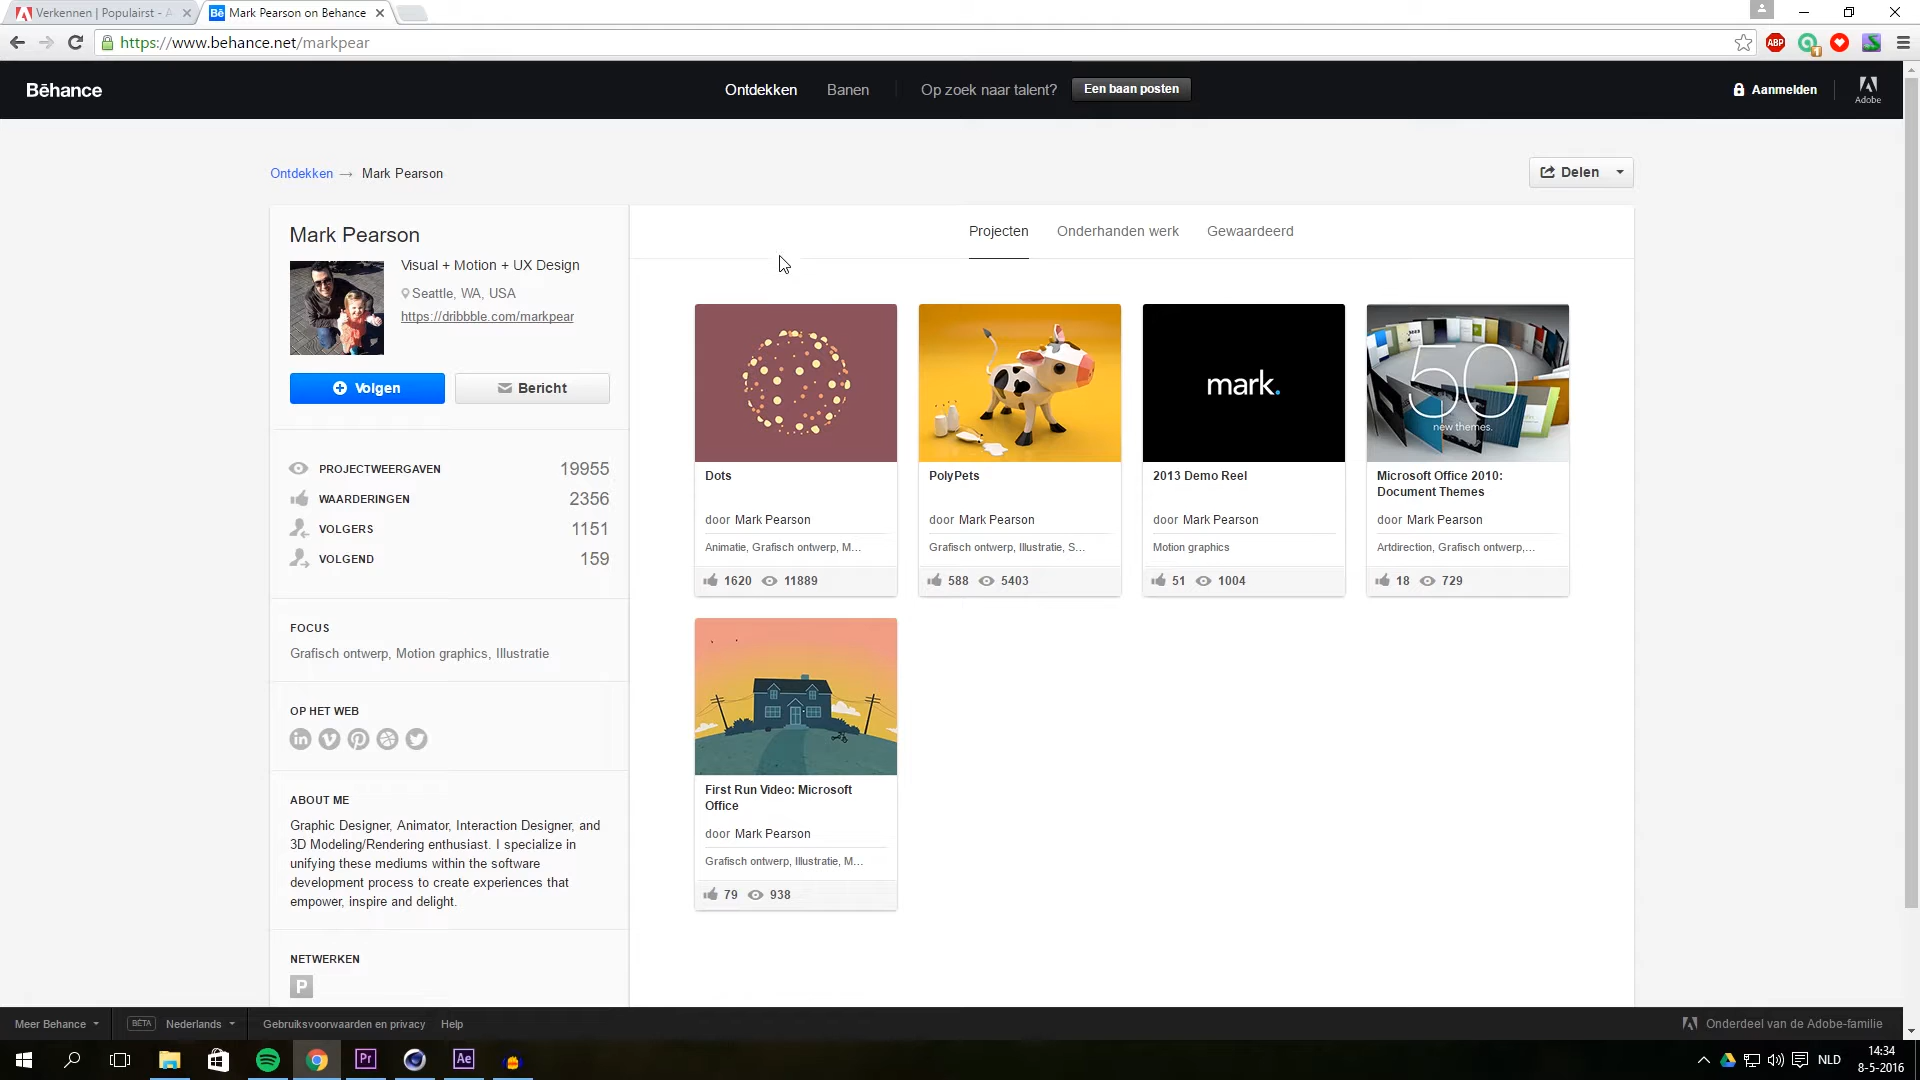 Verkennen | Populairst -
Bē Mark Pearson on Behance
https://www.behance.net/markpear
ABP
1
Bēhance
Ontdekken
Banen
Op zoek naar talent?
Een baan posten
Aanmelden
Adobe
Ontdekken → Mark Pearson
Delen
Mark Pearson
Visual + Motion + UX Design
Seattle, WA, USA
https://dribbble.com/markpear
Volgen
Bericht
PROJECTWEERGAVEN 19955
WAARDERINGEN 2356
VOLGERS 1151
VOLGEND 159
FOCUS
Grafisch ontwerp, Motion graphics, Illustratie
OP HET WEB
ABOUT ME
Graphic Designer, Animator, Interaction Designer, and
3D Modeling/Rendering enthusiast. I specialize in
unifying these mediums within the software
development process to create experiences that
empower, inspire and delight.
NETWERKEN
P
Projecten
Onderhanden werk
Gewaardeerd
Dots
door Mark Pearson
Animatie, Grafisch ontwerp, M...
1620 11889
PolyPets
door Mark Pearson
Grafisch ontwerp, Illustratie, S...
588 5403
mark.
2013 Demo Reel
door Mark Pearson
Motion graphics
51 1004
50
new themes.
Microsoft Office 2010:
Document Themes
door Mark Pearson
Artdirection, Grafisch ontwerp,...
18 729
First Run Video: Microsoft
Office
door Mark Pearson
Grafisch ontwerp, Illustratie, M...
79 938
Meer Behance
BETA Nederlands
Gebruiksvoorwaarden en privacy
Help
Onderdeel van de Adobe-familie
Pr
Ae
NLD
14:34
8-5-2016